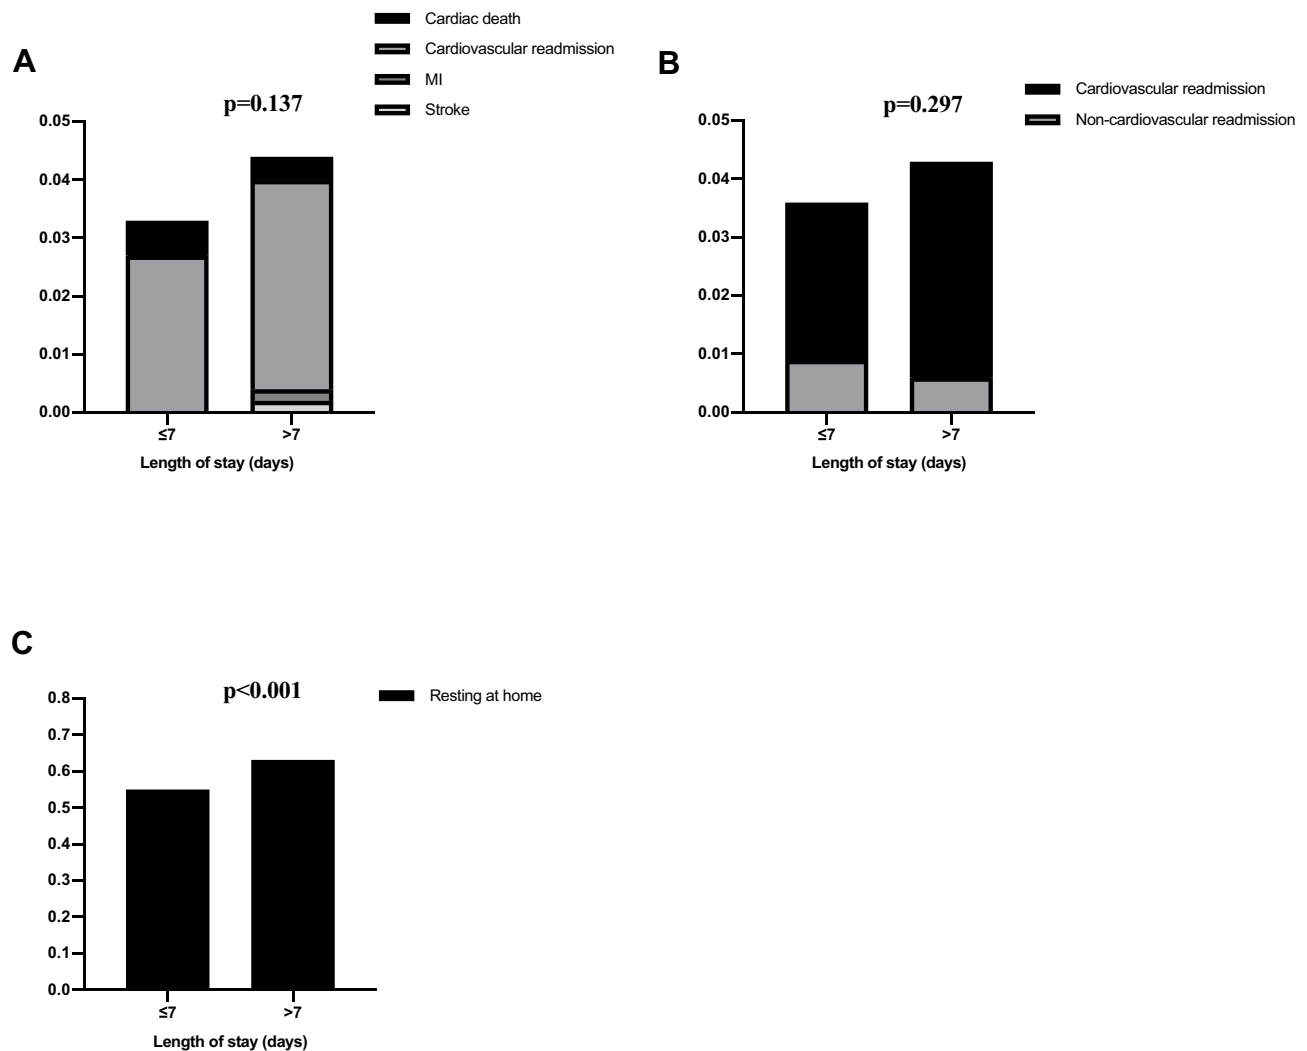 A
Cardiac death
Cardiovascular readmission
MI
Stroke
p=0.137
0.05
0.04
0.03
0.02
0.01
0.00
≤7
>7
Length of stay (days)
B
Cardiovascular readmission
Non-cardiovascular readmission
p=0.297
0.05
0.04
0.03
0.02
0.01
0.00
≤7
>7
Length of stay (days)
C
p<0.001
Resting at home
0.8
0.7
0.6
0.5
0.4
0.3
0.2
0.1
0.0
≤7
>7
Length of stay (days)